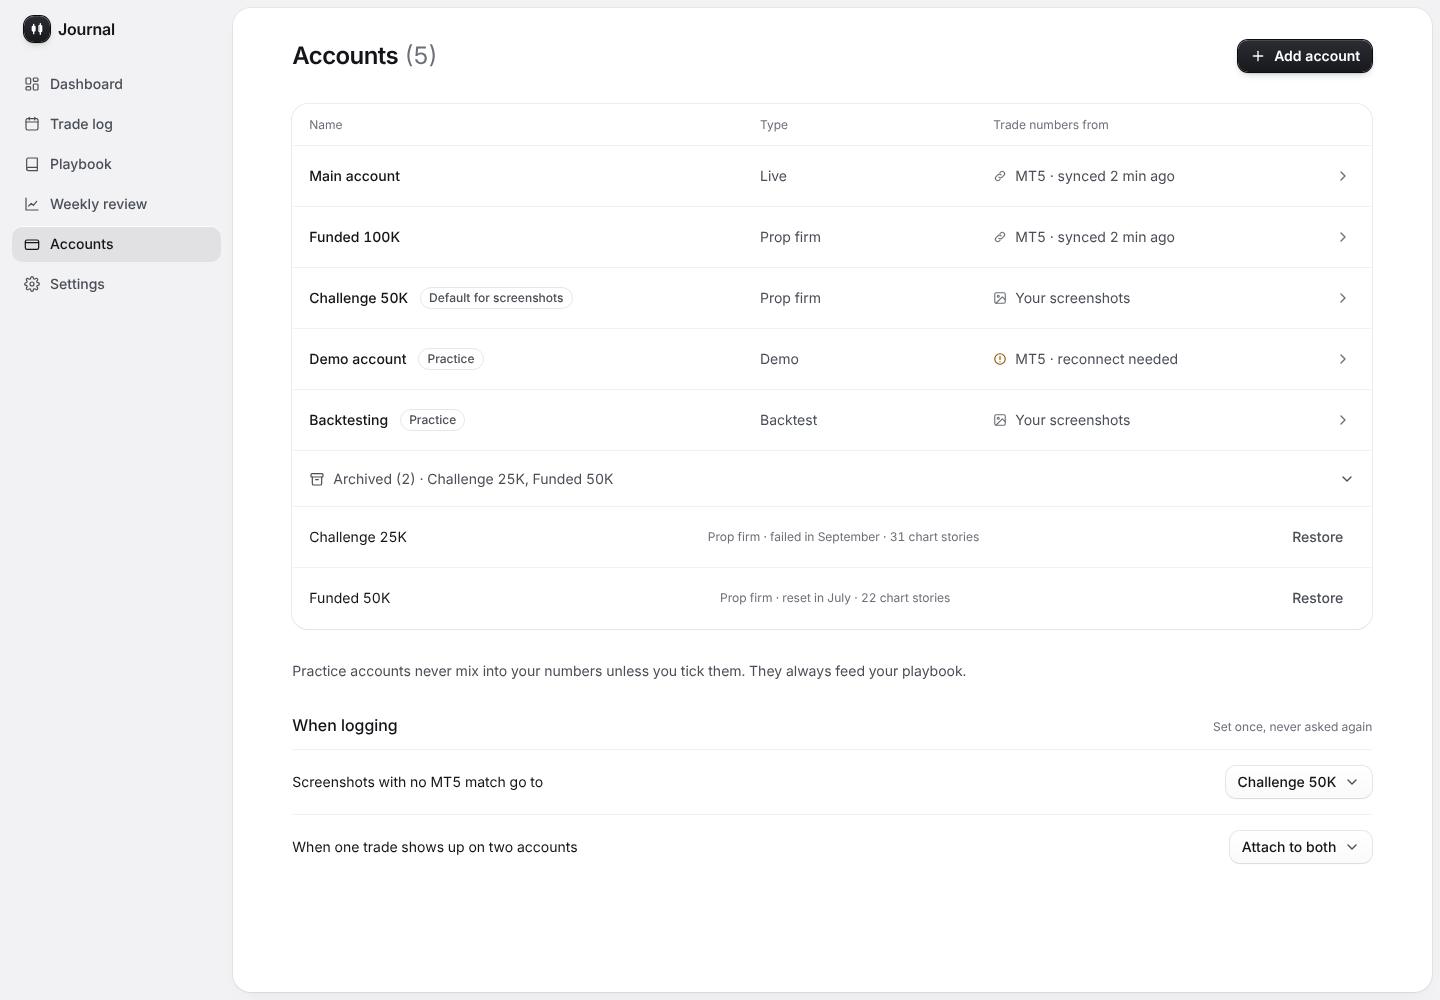 Journal
Dashboard
Trade log
Playbook
Weekly review
Accounts
Settings
Accounts (5)
Add account
Name Type Trade numbers from
Main account Live MT5 · synced 2 min ago
Funded 100K Prop firm MT5 · synced 2 min ago
Challenge 50K Default for screenshots Prop firm Your screenshots
Demo account Practice Demo MT5 · reconnect needed
Backtesting Practice Backtest Your screenshots
Archived (2) · Challenge 25K, Funded 50K
Challenge 25K Prop firm · failed in September · 31 chart stories Restore
Funded 50K Prop firm · reset in July · 22 chart stories Restore
Practice accounts never mix into your numbers unless you tick them. They always feed your playbook.
When logging Set once, never asked again
Screenshots with no MT5 match go to Challenge 50K
When one trade shows up on two accounts Attach to both